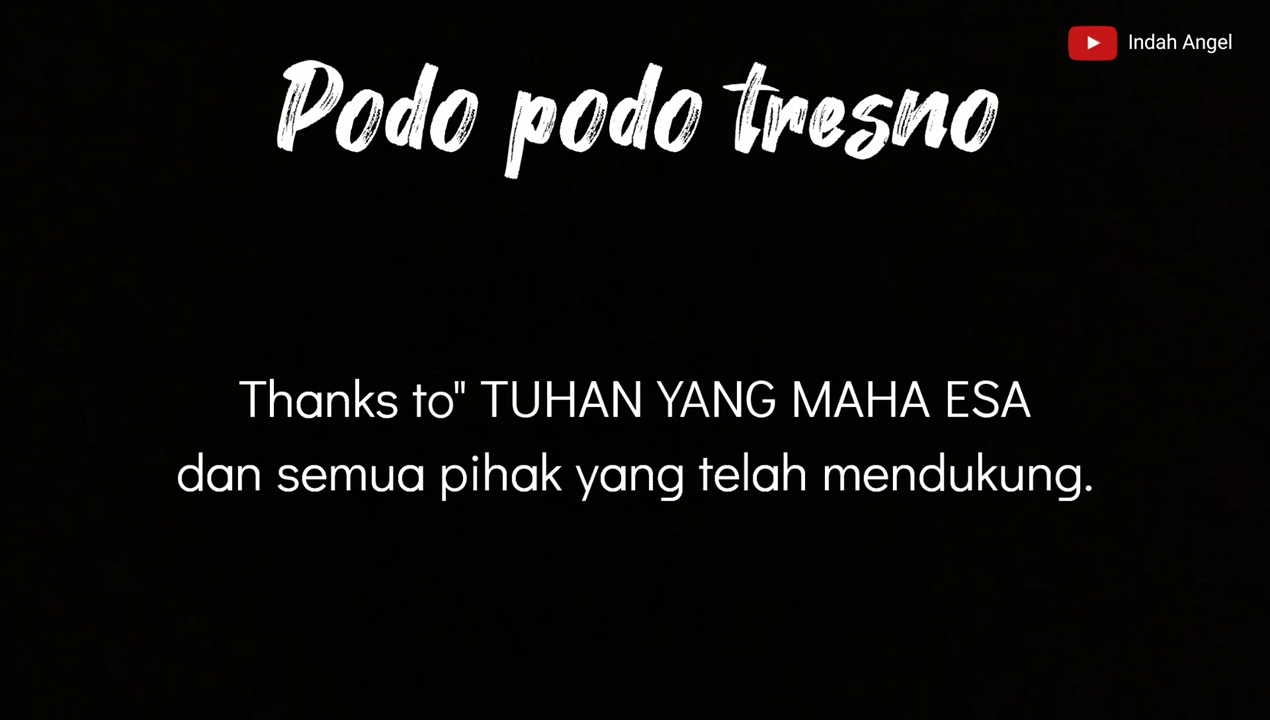 Indah Angel
Podo podo tresno
Thanks to" TUHAN YANG MAHA ESA
dan semua pihak yang telah mendukung.